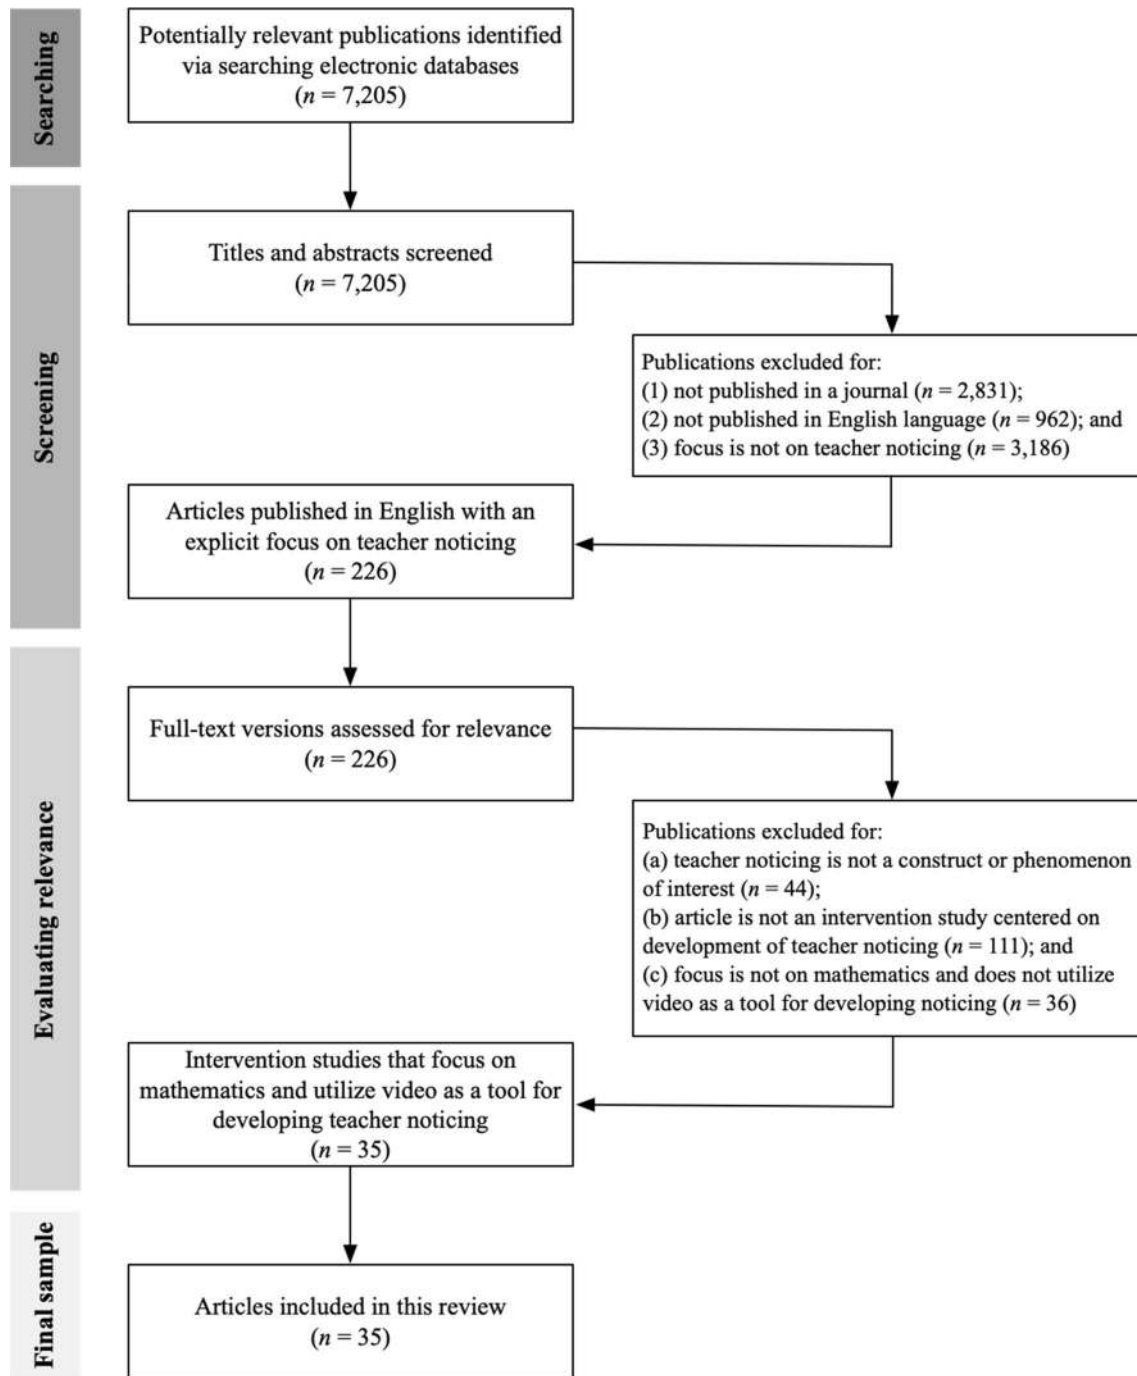 Searching
Potentially relevant publications identified
via searching electronic databases
(n = 7,205)
Screening
Titles and abstracts screened
(n = 7,205)
Publications excluded for:
(1) not published in a journal (n = 2,831);
(2) not published in English language (n = 962); and
(3) focus is not on teacher noticing (n = 3,186)
Articles published in English with an
explicit focus on teacher noticing
(n = 226)
Evaluating relevance
Full-text versions assessed for relevance
(n = 226)
Publications excluded for:
(a) teacher noticing is not a construct or phenomenon
of interest (n = 44);
(b) article is not an intervention study centered on
development of teacher noticing (n = 111); and
(c) focus is not on mathematics and does not utilize
video as a tool for developing noticing (n = 36)
Intervention studies that focus on
mathematics and utilize video as a tool for
developing teacher noticing
(n = 35)
Final sample
Articles included in this review
(n = 35)